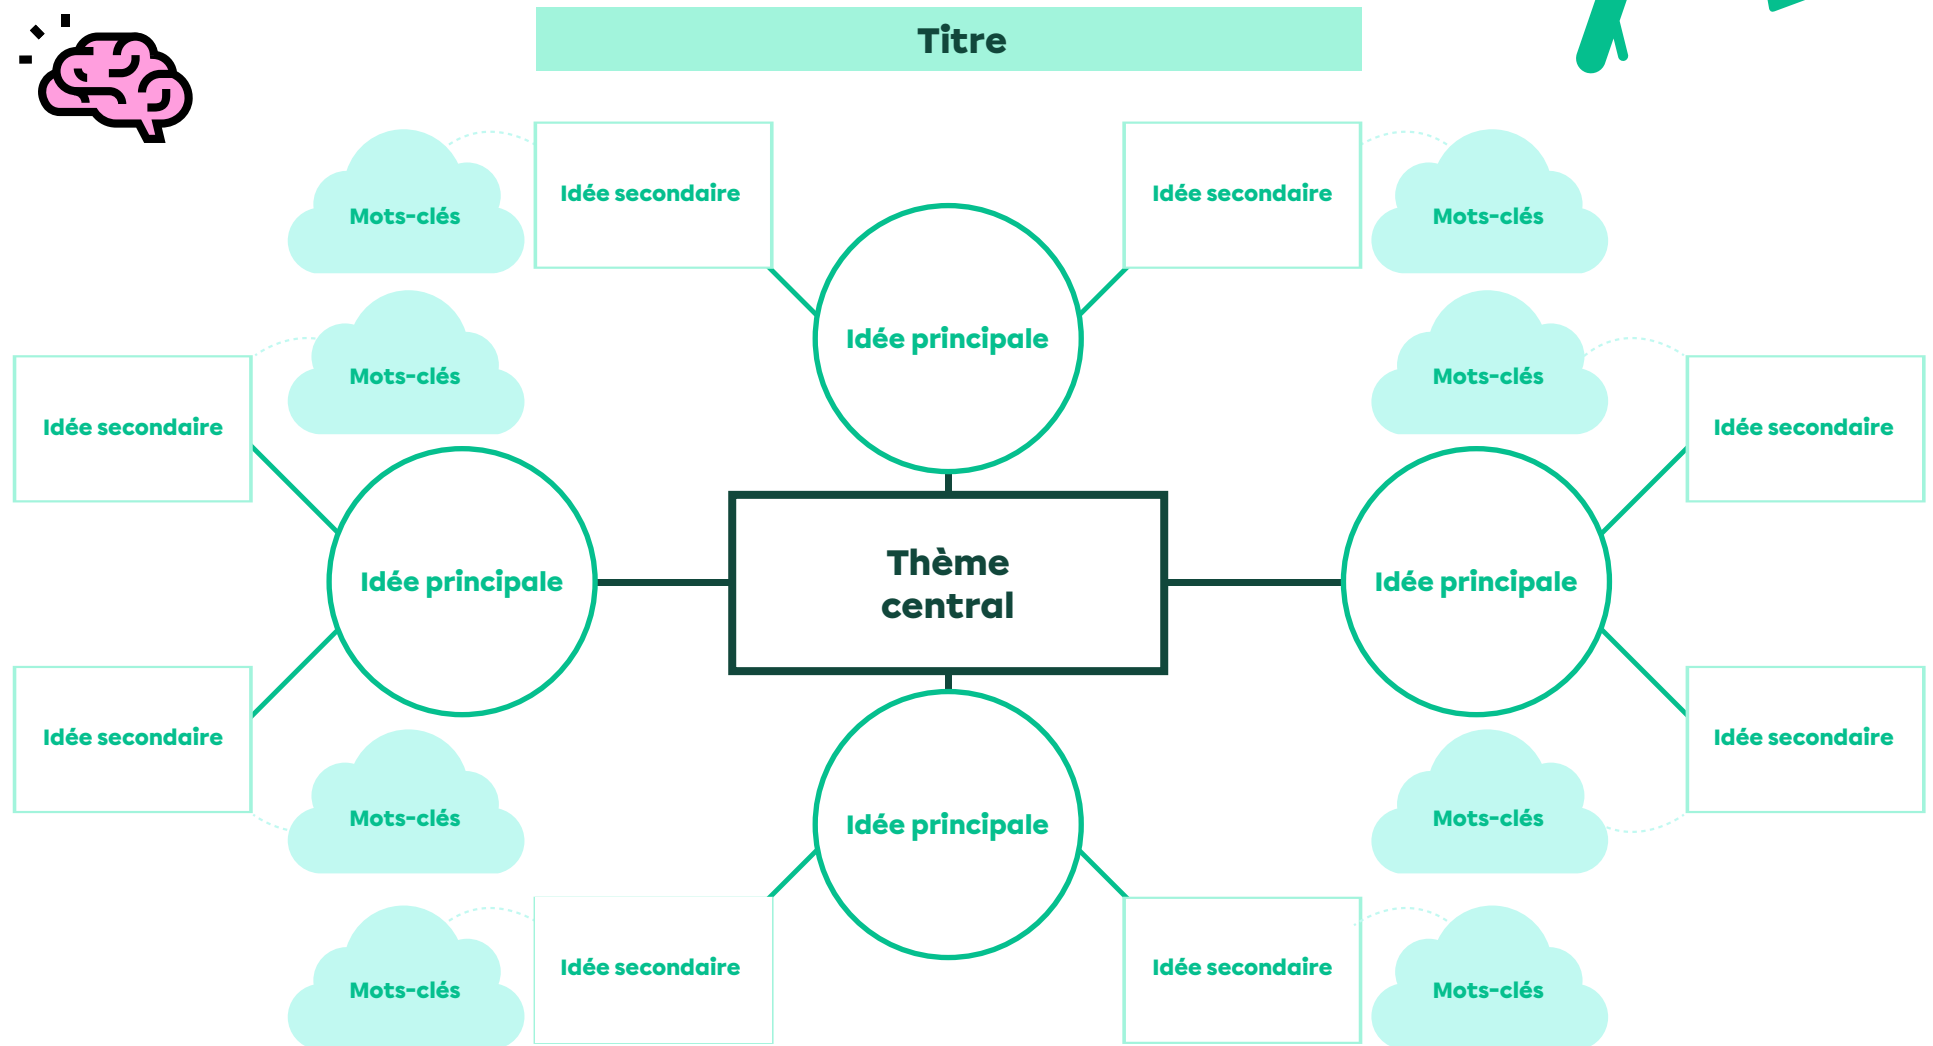 Titre
Idée secondaire
Idée secondaire
Mots-clés
Mots-clés
Idée principale
Mots-clés
Mots-clés
Idée secondaire
Idée secondaire
Thème
central
Idée principale
Idée principale
Idée secondaire
Idée secondaire
Mots-clés
Idée principale
Mots-clés
Idée secondaire
Idée secondaire
Mots-clés
Mots-clés